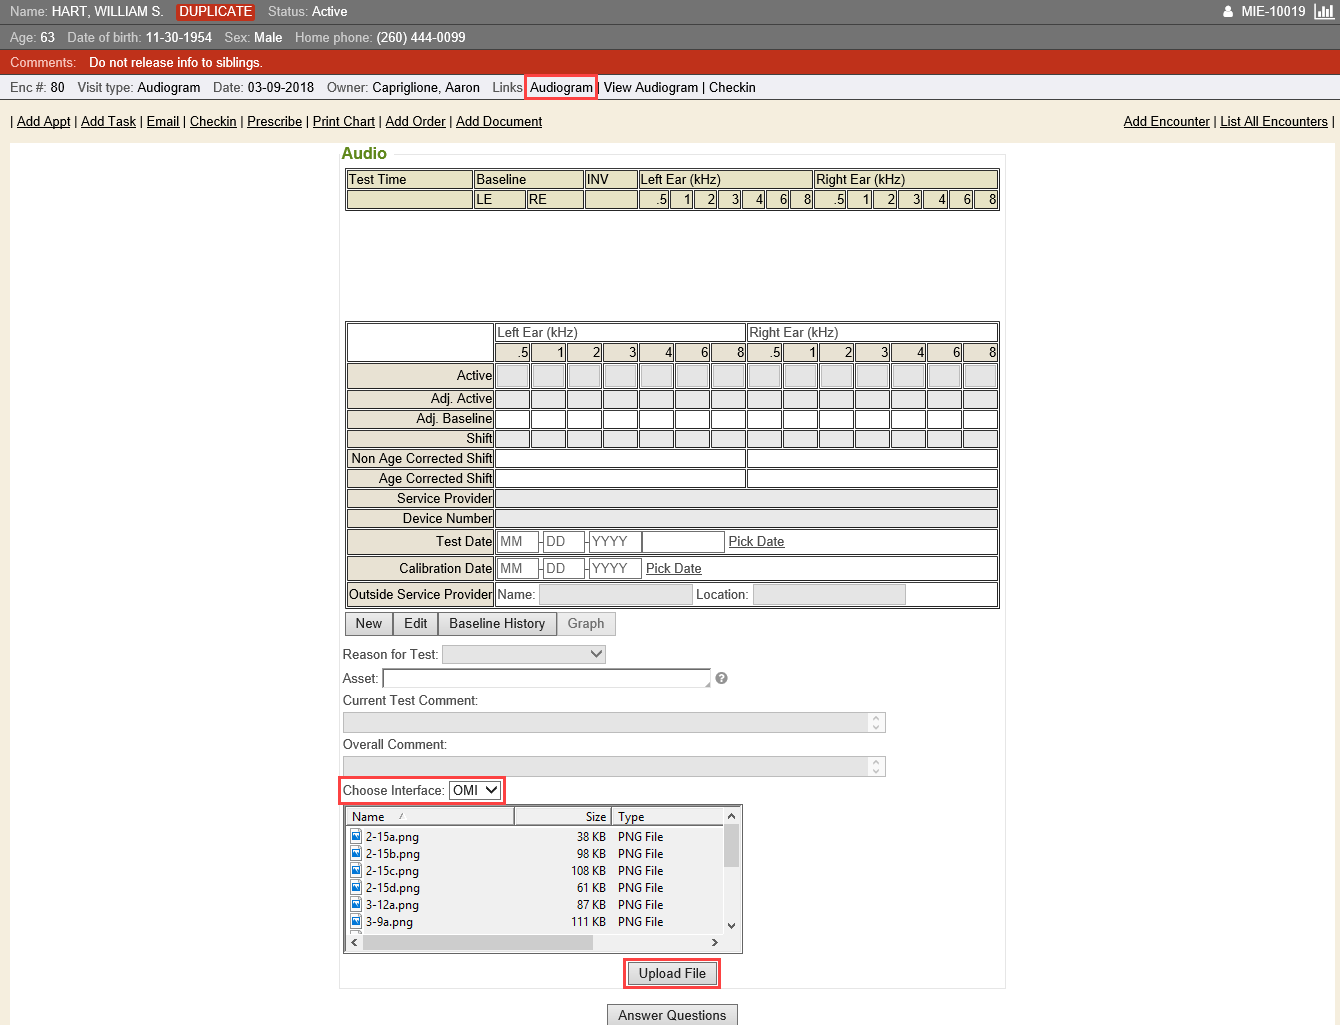 Name: HART, WILLIAM S. DUPLICATE Status: Active MIE-10019
Age: 63 Date of birth: 11-30-1954 Sex: Male Home phone: (260) 444-0099
Comments: Do not release info to siblings.
Enc #: 80 Visit type: Audiogram Date: 03-09-2018 Owner: Capriglione, Aaron Links Audiogram | View Audiogram | Checkin
| Add Appt | Add Task | Email | Checkin | Prescribe | Print Chart | Add Order | Add Document Add Encounter | List All Encounters |
Audio
Test Time Baseline INV Left Ear (kHz) Right Ear (kHz)
LE RE .5 1 2 3 4 6 8 .5 1 2 3 4 6 8
Left Ear (kHz) Right Ear (kHz)
.5 1 2 3 4 6 8 .5 1 2 3 4 6 8
Active
Adj. Active
Adj. Baseline
Shift
Non Age Corrected Shift
Age Corrected Shift
Service Provider
Device Number
Test Date MM - DD - YYYY Pick Date
Calibration Date MM - DD - YYYY Pick Date
Outside Service Provider Name: Location:
New Edit Baseline History Graph
Reason for Test:
Asset: ?
Current Test Comment:
Overall Comment:
Choose Interface: OMI
Name Size Type
2-15a.png 38 KB PNG File
2-15b.png 98 KB PNG File
2-15c.png 108 KB PNG File
2-15d.png 61 KB PNG File
3-12a.png 87 KB PNG File
3-9a.png 111 KB PNG File
Upload File
Answer Questions